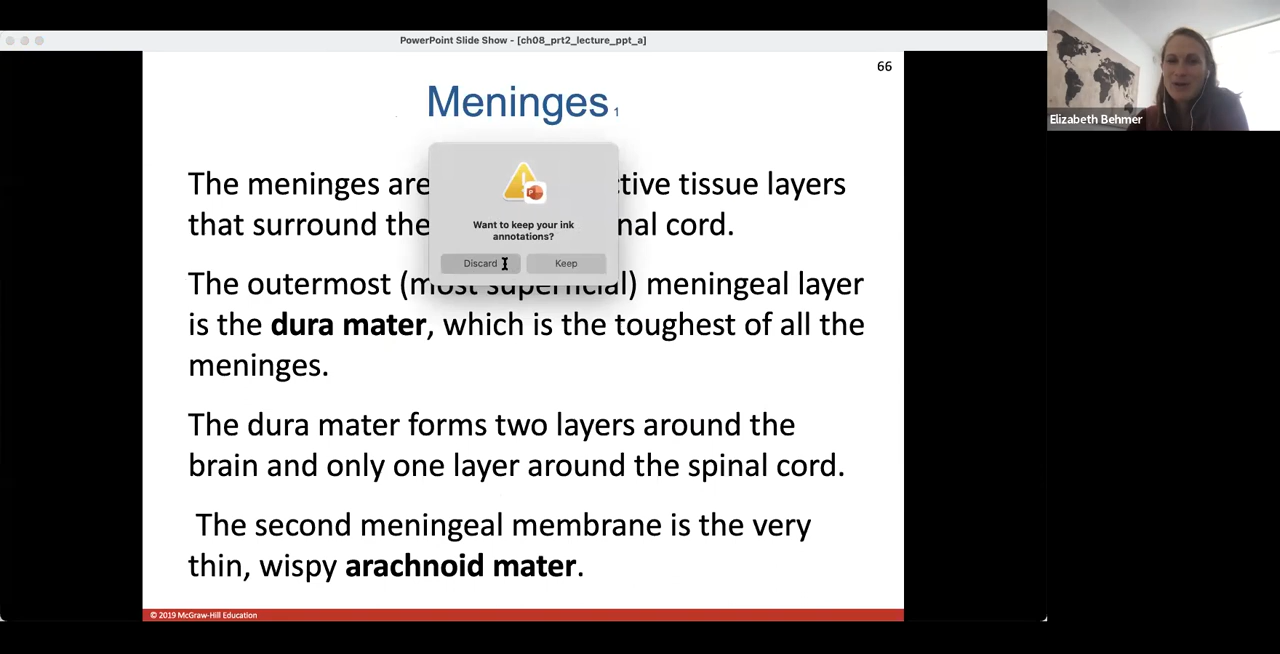 PowerPoint Slide Show - [ch08_prt2_lecture_ppt_a]
66
Meninges 1
Elizabeth Behmer
The meninges are ctive tissue layers
that surround the nal cord.
Want to keep your ink
annotations?
Discard Keep
The outermost (most superficial) meningeal layer
is the dura mater, which is the toughest of all the
meninges.
The dura mater forms two layers around the
brain and only one layer around the spinal cord.
The second meningeal membrane is the very
thin, wispy arachnoid mater.
© 2019 McGraw-Hill Education